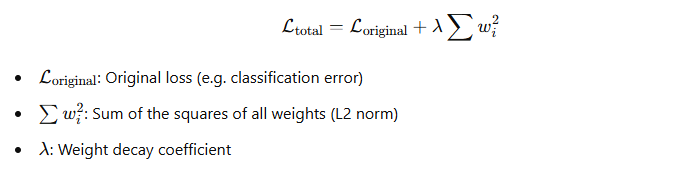 ℒ_total = ℒ_original + λ ∑ w_i^2
• ℒ_original: Original loss (e.g. classification error)
• ∑ w_i^2: Sum of the squares of all weights (L2 norm)
• λ: Weight decay coefficient